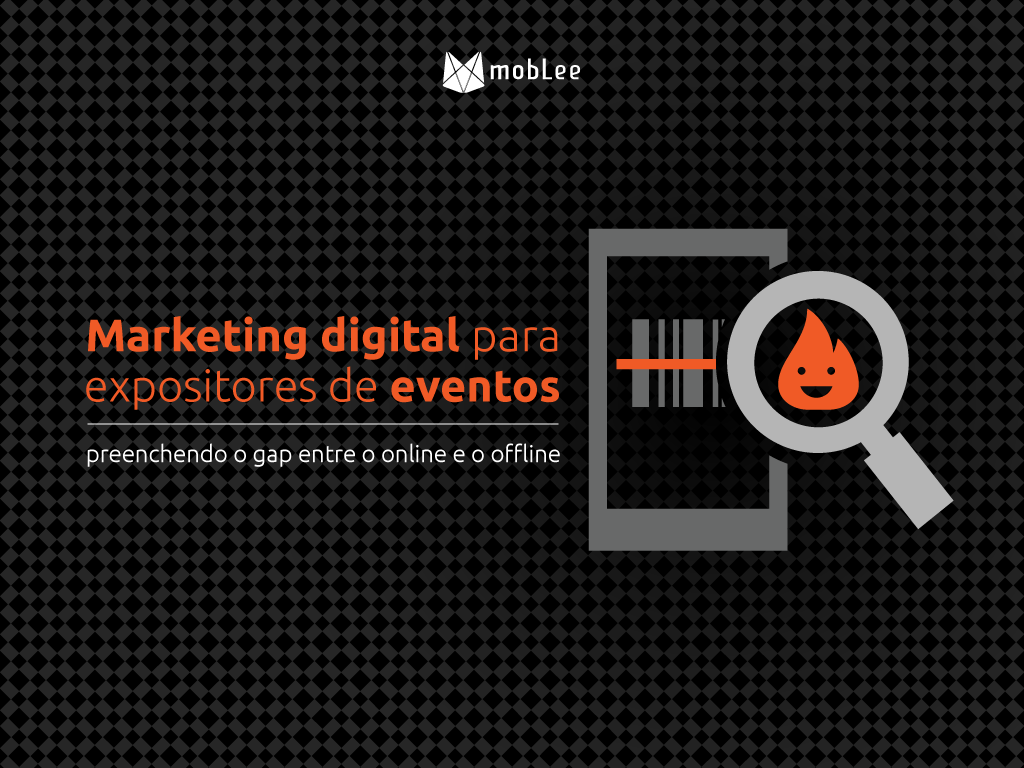 mobLee
Marketing digital para
expositores de eventos
preenchendo o gap entre o online e o offline